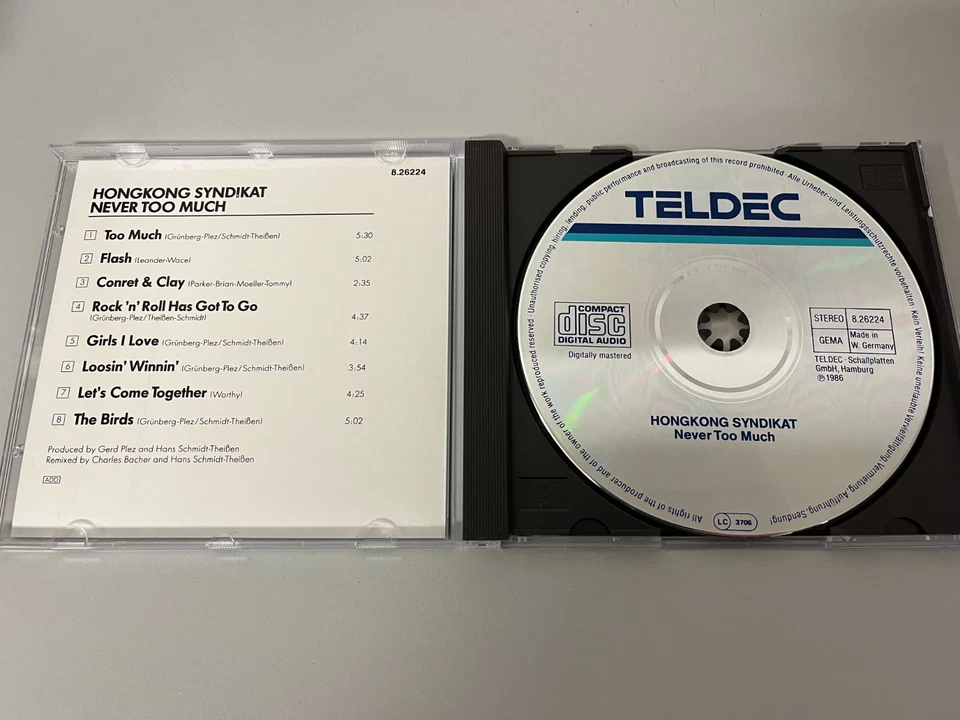 8.26224
HONGKONG SYNDIKAT
NEVER TOO MUCH
1 Too Much (Grünberg-Plez/Schmidt-Theißen) 5:30
2 Flash (Leander-Wace) 5:02
3 Conret & Clay (Parker-Brian-Moeller-Tommy) 2:35
4 Rock 'n' Roll Has Got To Go
(Grünberg-Plez/Theißen-Schmidt) 4:37
5 Girls I Love (Grünberg-Plez/Schmidt-Theißen) 4:14
6 Loosin' Winnin' (Grünberg-Plez/Schmidt-Theißen) 3:54
7 Let's Come Together (Worthy) 4:25
8 The Birds (Grünberg-Plez/Schmidt-Theißen) 5:02
Produced by Gerd Plez and Hans Schmidt-Theißen
Remixed by Charles Bacher and Hans Schmidt-Theißen
ADD
All rights of the producer and of the owner of the work reproduced reserved · Unauthorised copying, hiring, lending, public performance and broadcasting of this record prohibited · Alle Urheber-und Leistungsschutzrechte vorbehalten · Kein Verleih! Keine unerlaubte Vervielfältigung, Vermietung, Aufführung, Sendung!
TELDEC
COMPACT
disc
DIGITAL AUDIO
Digitally mastered
STEREO 8.26224
GEMA Made in
W. Germany
TELDEC · Schallplatten
GmbH, Hamburg
℗ 1986
HONGKONG SYNDIKAT
Never Too Much
LC 3706